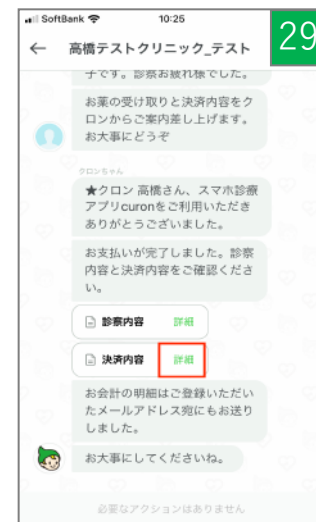 SoftBank 10:25
29
← 高橋テストクリニック_テスト
子です。診察お疲れ様でした。
お薬の受け取りと決済内容をク
ロンからご案内差し上げます。
お大事にどうぞ
クロンちゃん
★クロン 高橋さん、スマホ診療
アプリcuronをご利用いただき
ありがとうございました。
お支払いが完了しました。診察
内容と決済内容をご確認くださ
い。
診察内容 詳細
決済内容 詳細
お会計の明細はご登録いただい
たメールアドレス宛にもお送り
しました。
お大事にしてくださいね。
必要なアクションはありません